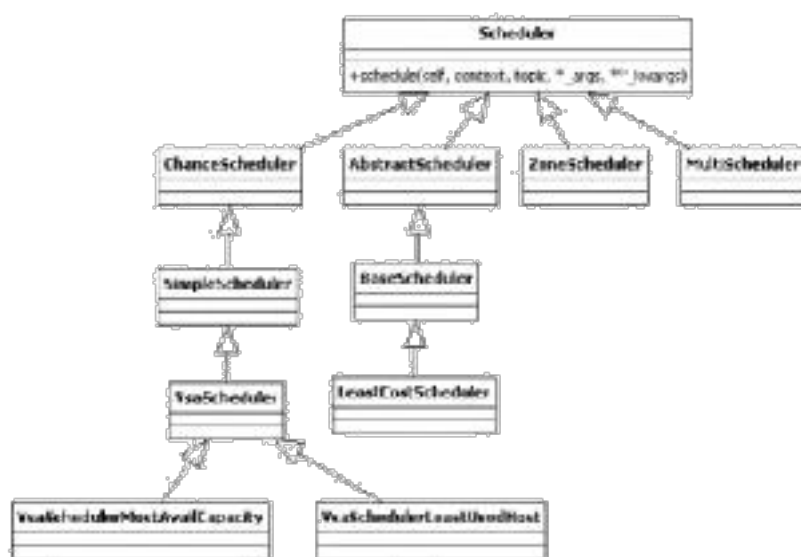 Scheduler
+schedule(self, context, topic, *_args, **_kwargs)
ChanceScheduler
AbstractScheduler
ZoneScheduler
MultiScheduler
SimpleScheduler
BaseScheduler
VsaScheduler
LeastCostScheduler
VsaSchedulerMostAvailCapacity
VsaSchedulerLeastUsedHost